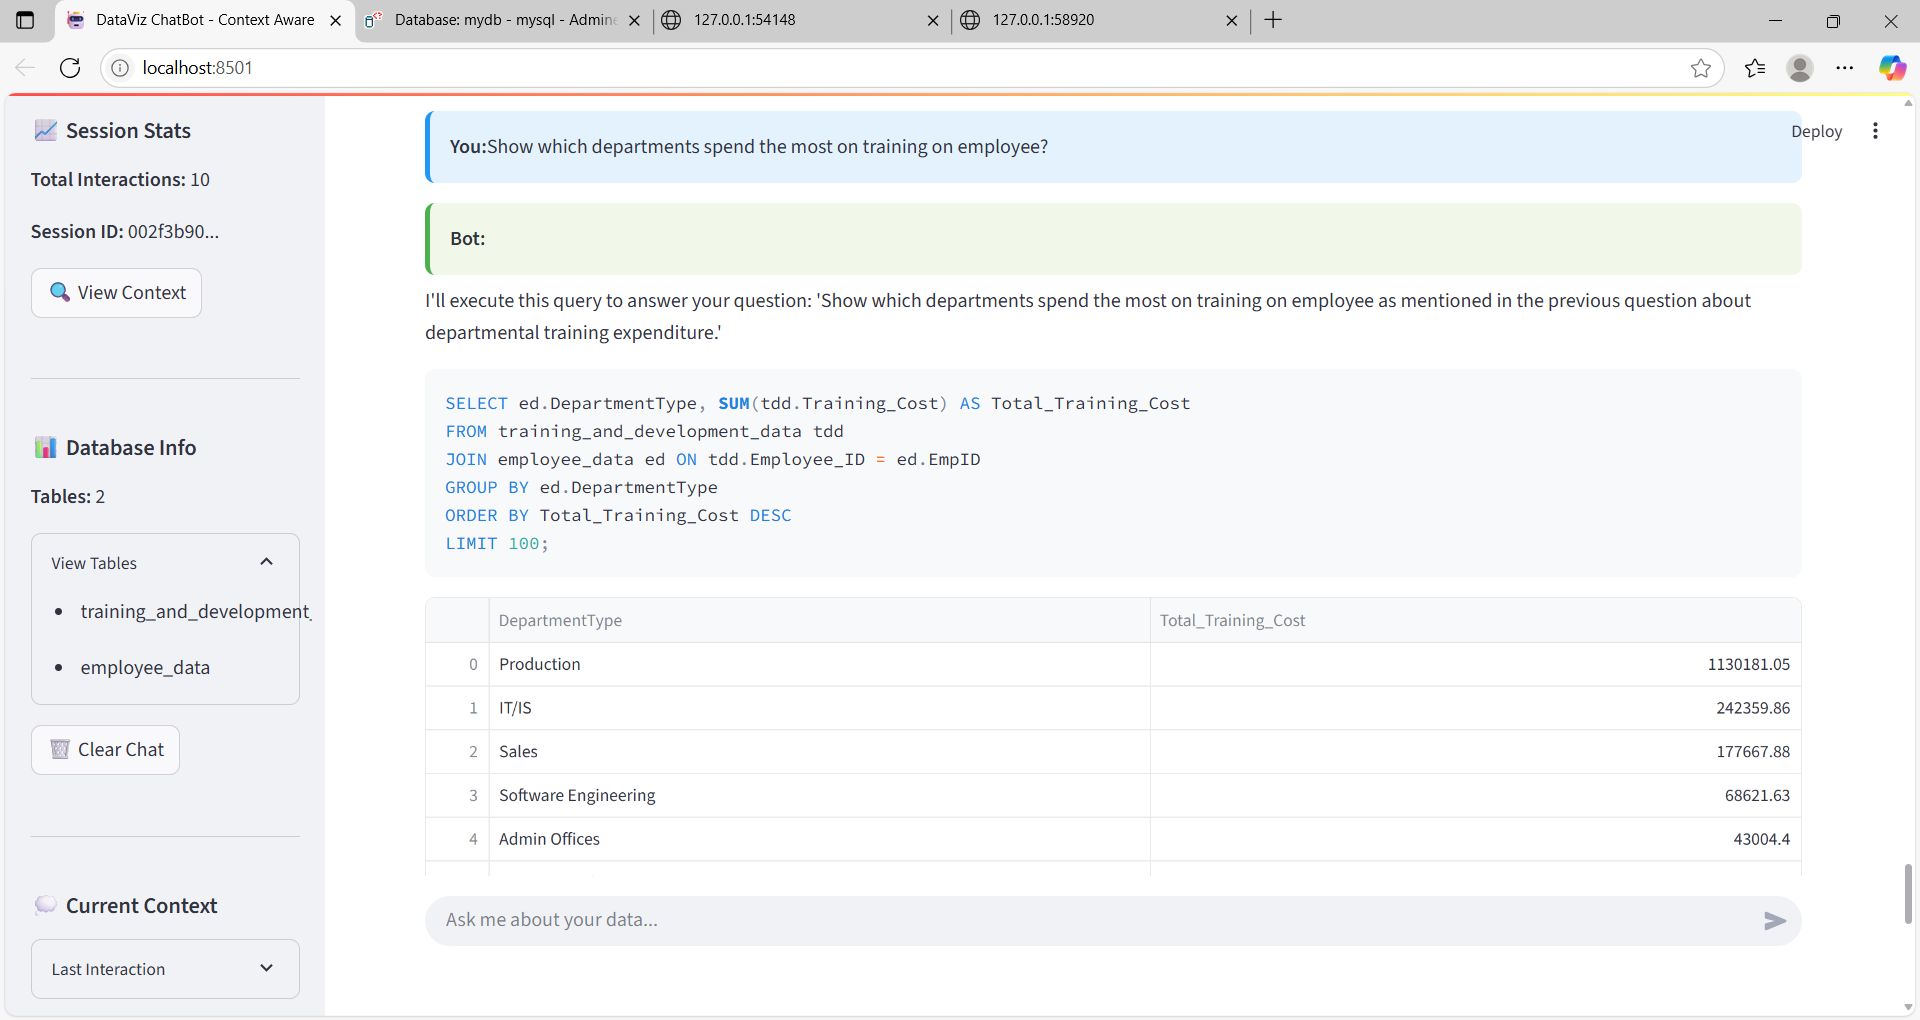 DataViz ChatBot - Context Aware
Database: mydb - mysql - Admine
127.0.0.1:54148
127.0.0.1:58920
localhost:8501
Session Stats
Total Interactions: 10
Session ID: 002f3b90...
View Context
Database Info
Tables: 2
View Tables
training_and_development_
employee_data
Clear Chat
Current Context
Last Interaction
Deploy
You:Show which departments spend the most on training on employee?
Bot:
I'll execute this query to answer your question: 'Show which departments spend the most on training on employee as mentioned in the previous question about
departmental training expenditure.'
SELECT ed.DepartmentType, SUM(tdd.Training_Cost) AS Total_Training_Cost
FROM training_and_development_data tdd
JOIN employee_data ed ON tdd.Employee_ID = ed.EmpID
GROUP BY ed.DepartmentType
ORDER BY Total_Training_Cost DESC
LIMIT 100;
DepartmentType Total_Training_Cost
0 Production 1130181.05
1 IT/IS 242359.86
2 Sales 177667.88
3 Software Engineering 68621.63
4 Admin Offices 43004.4
Ask me about your data...